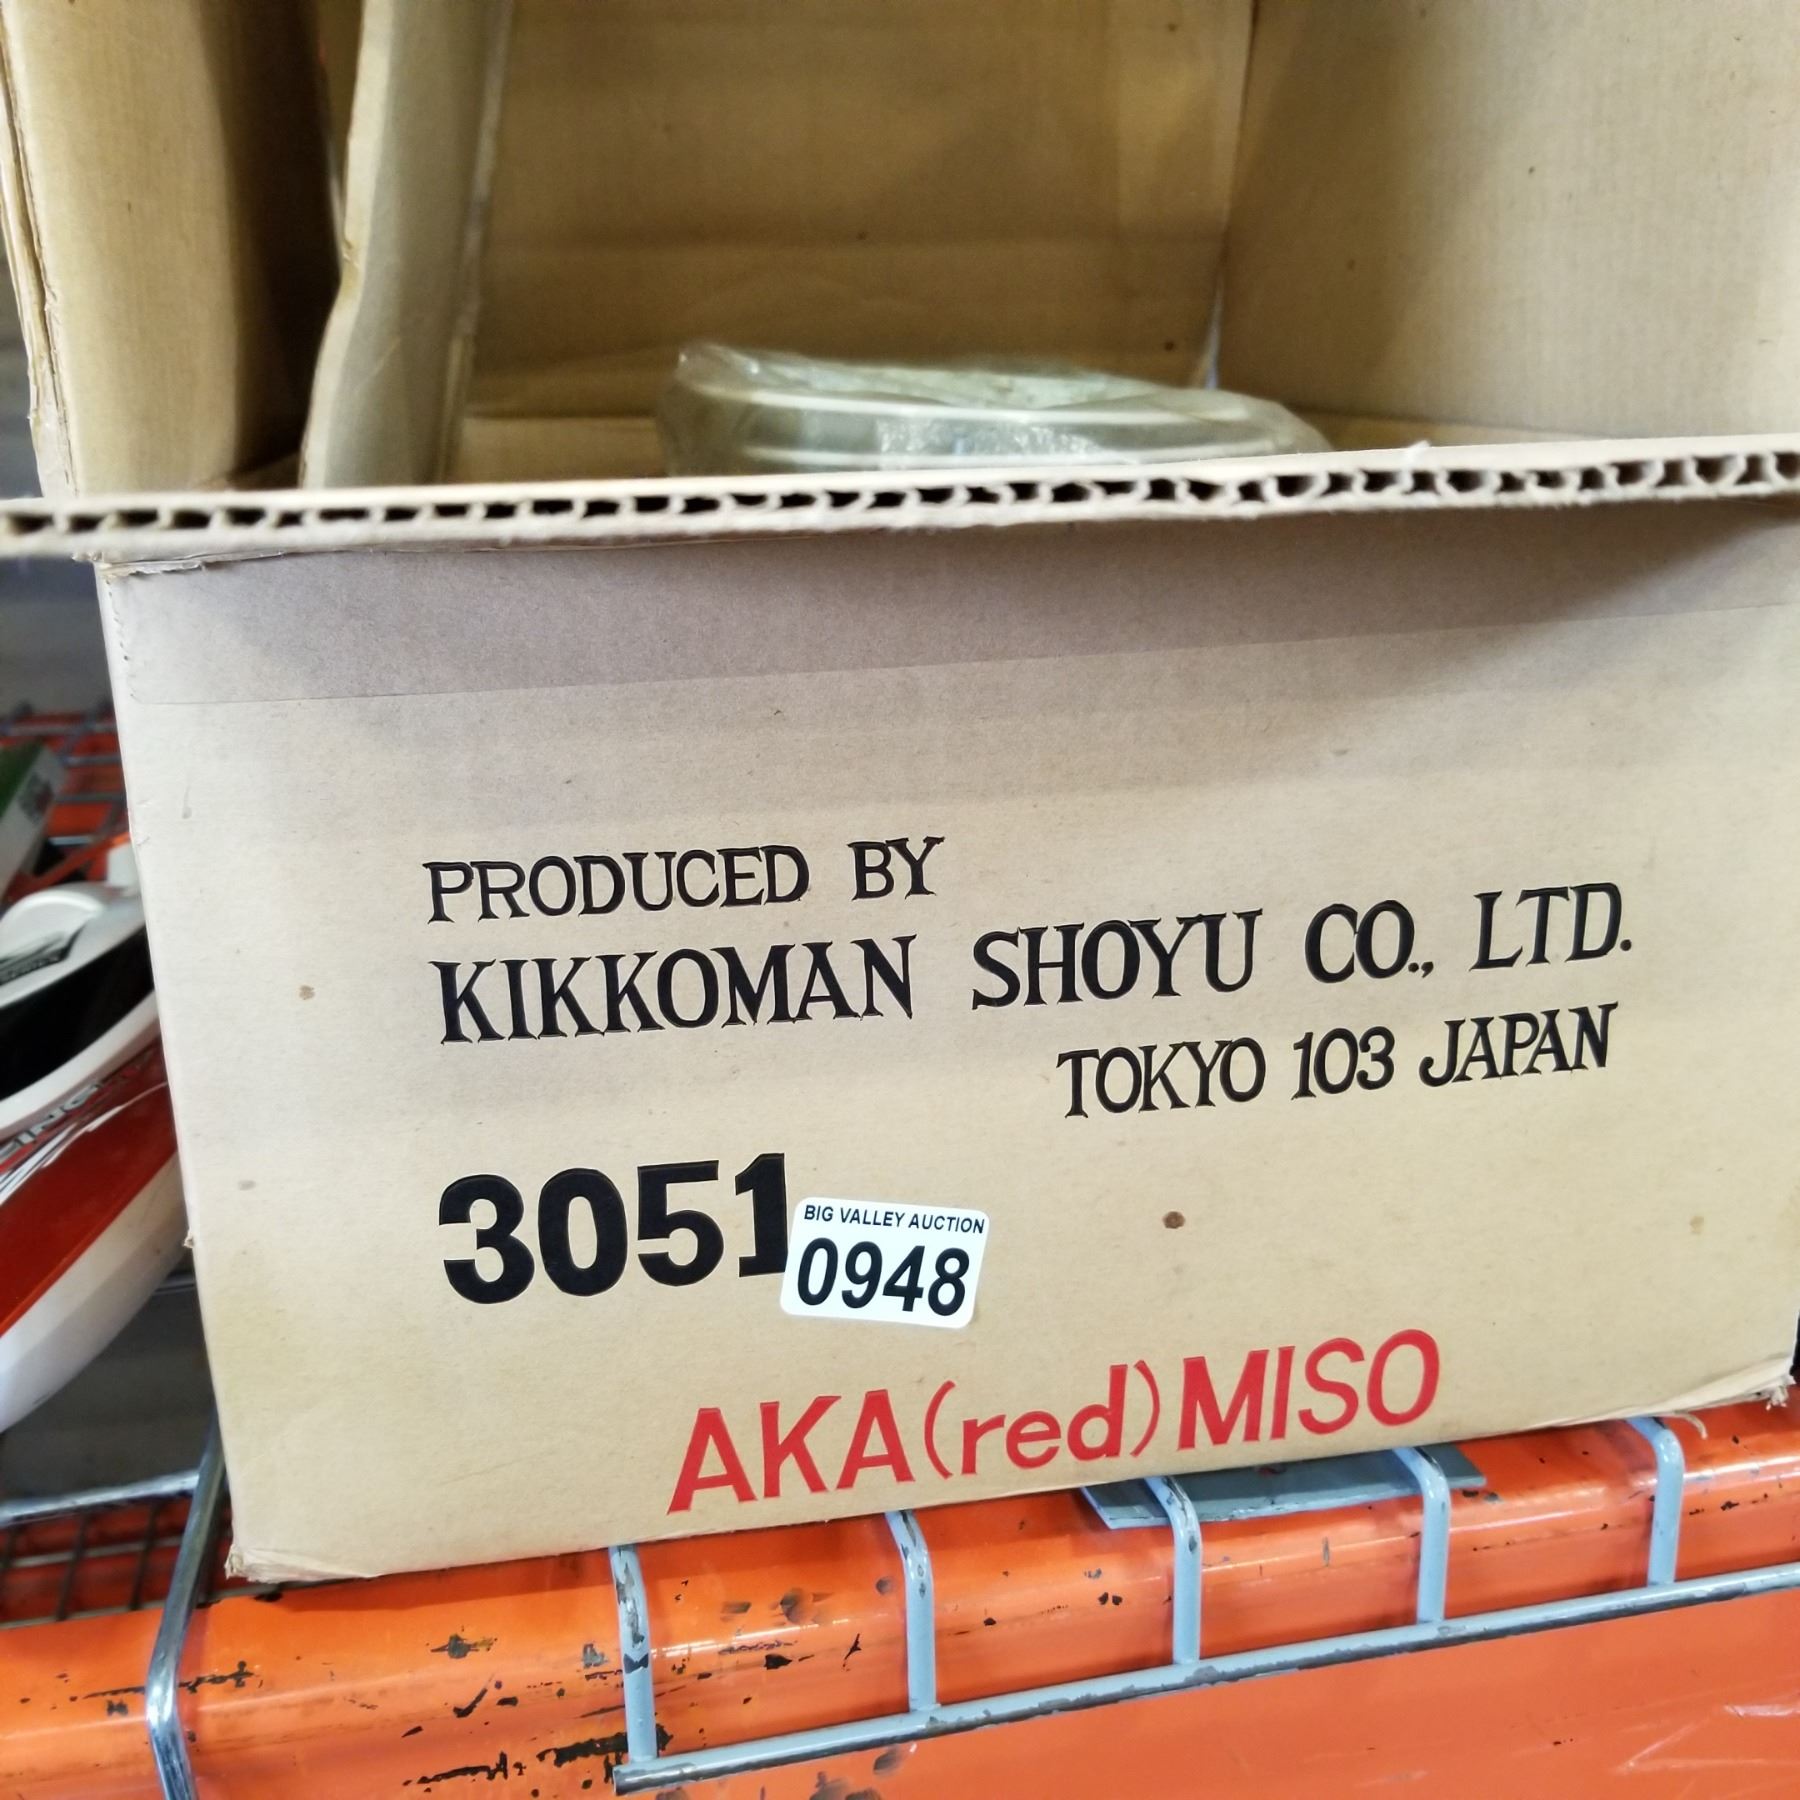 PRODUCED BY
KIKKOMAN SHOYU CO., LTD.
TOKYO 103 JAPAN
3051
BIG VALLEY AUCTION
0948
AKA(red)MISO